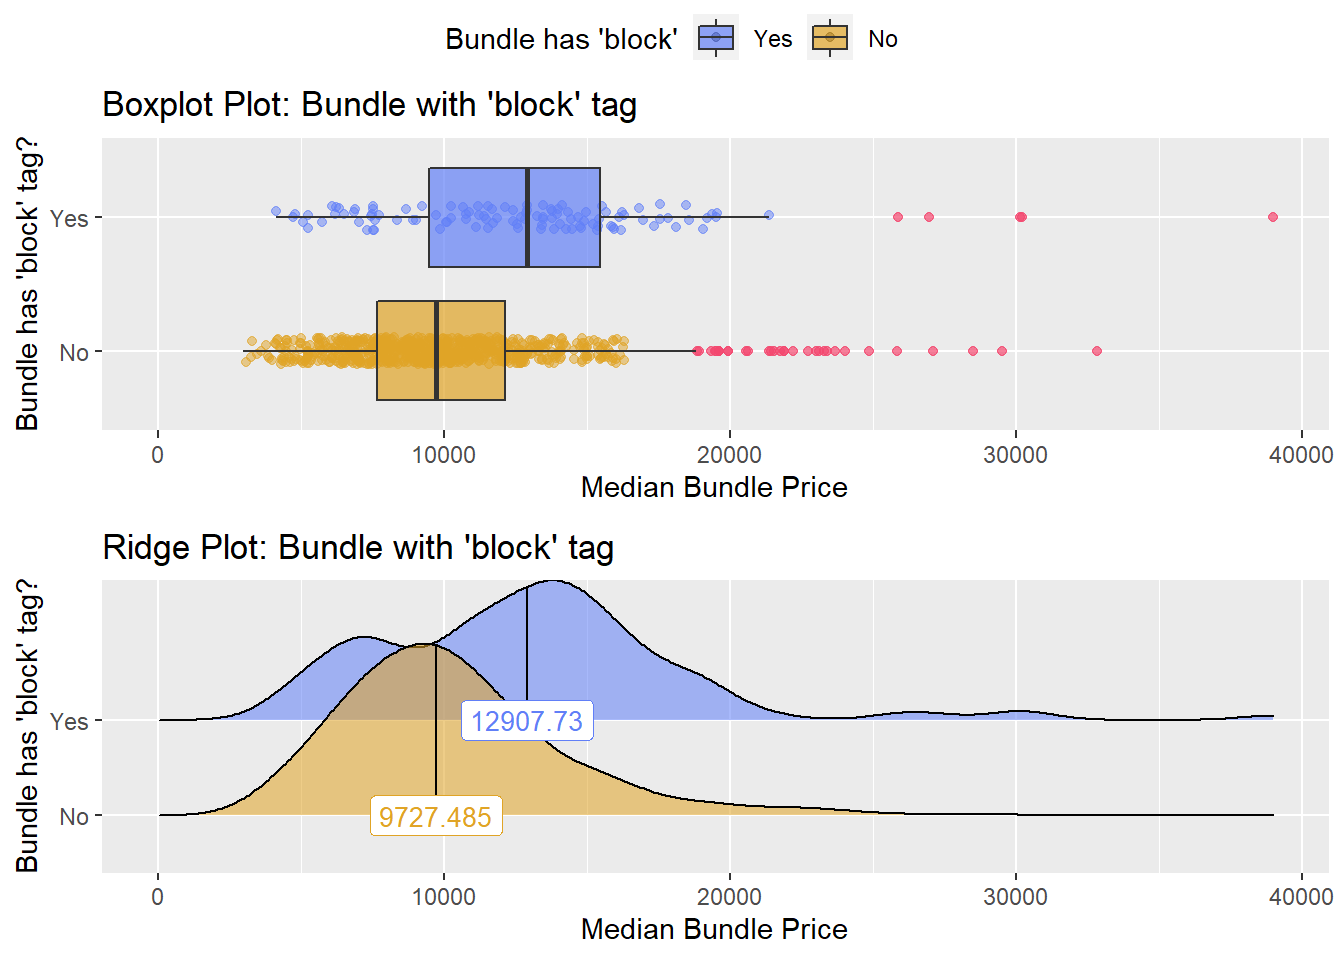 Bundle has 'block' Yes No
Boxplot Plot: Bundle with 'block' tag
Bundle has 'block' tag?
Yes
No
0 10000 20000 30000 40000
Median Bundle Price
Ridge Plot: Bundle with 'block' tag
Bundle has 'block' tag?
Yes
12907.73
No
9727.485
0 10000 20000 30000 40000
Median Bundle Price